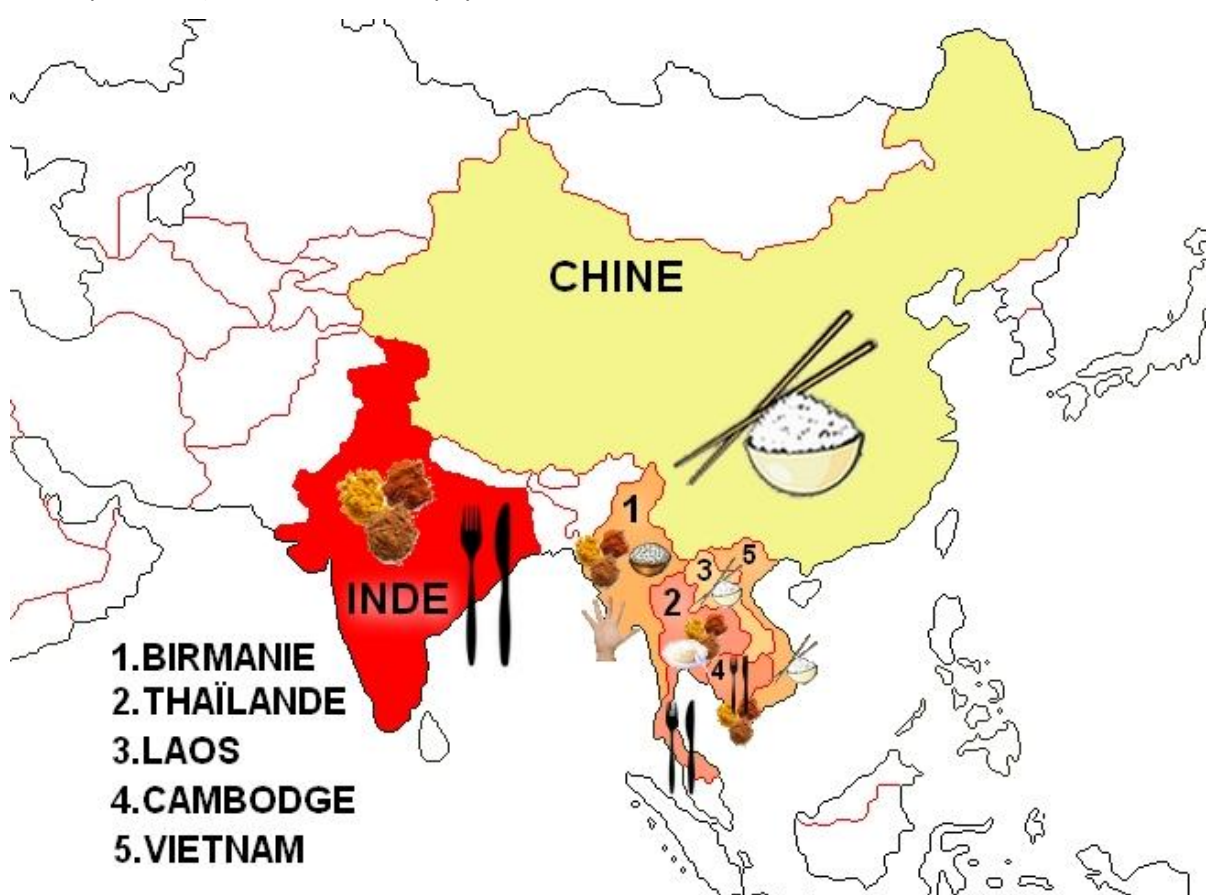 CHINE
1
5
3
2
INDE
4
1.BIRMANIE
2.THAÏLANDE
3.LAOS
4.CAMBODGE
5.VIETNAM